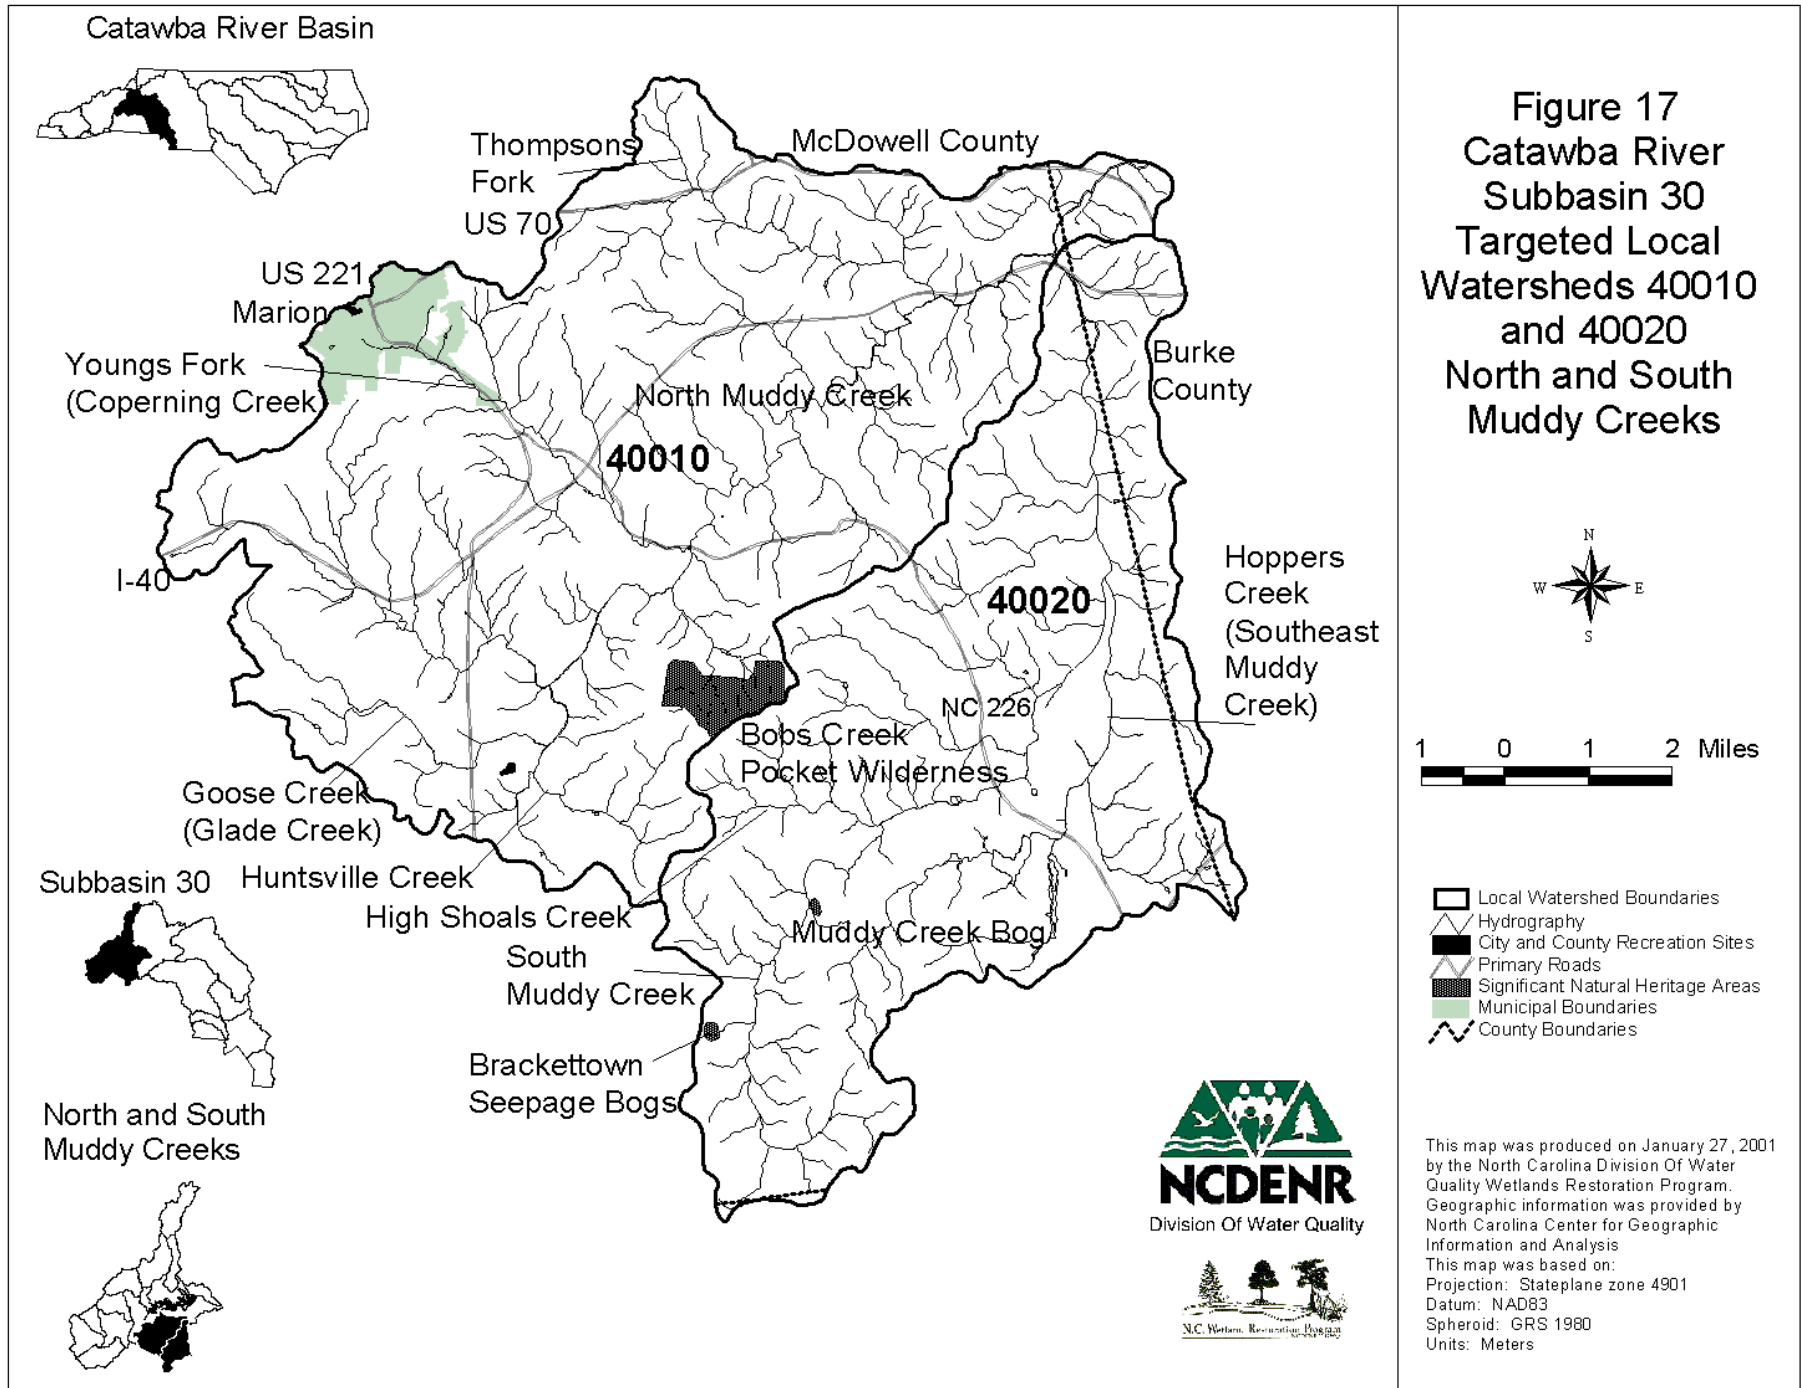 Catawba River Basin
Thompsons
Fork
McDowell County
US 70
US 221
Marion
Youngs Fork
(Coperning Creek)
North Muddy Creek
Burke
County
40010
I-40
40020
Hoppers
Creek
(Southeast
Muddy
Creek)
NC 226
Bobs Creek
Pocket Wilderness
Goose Creek
(Glade Creek)
Huntsville Creek
High Shoals Creek
Muddy Creek Bog
South
Muddy Creek
Brackettown
Seepage Bogs
Subbasin 30
North and South
Muddy Creeks
NCDENR
Division Of Water Quality
N.C. Wetland Restoration Program
Figure 17
Catawba River
Subbasin 30
Targeted Local
Watersheds 40010
and 40020
North and South
Muddy Creeks
N
W E
S
1 0 1 2 Miles
Local Watershed Boundaries
Hydrography
City and County Recreation Sites
Primary Roads
Significant Natural Heritage Areas
Municipal Boundaries
County Boundaries
This map was produced on January 27, 2001
by the North Carolina Division Of Water
Quality Wetlands Restoration Program.
Geographic information was provided by
North Carolina Center for Geographic
Information and Analysis
This map was based on:
Projection: Stateplane zone 4901
Datum: NAD83
Spheroid: GRS 1980
Units: Meters